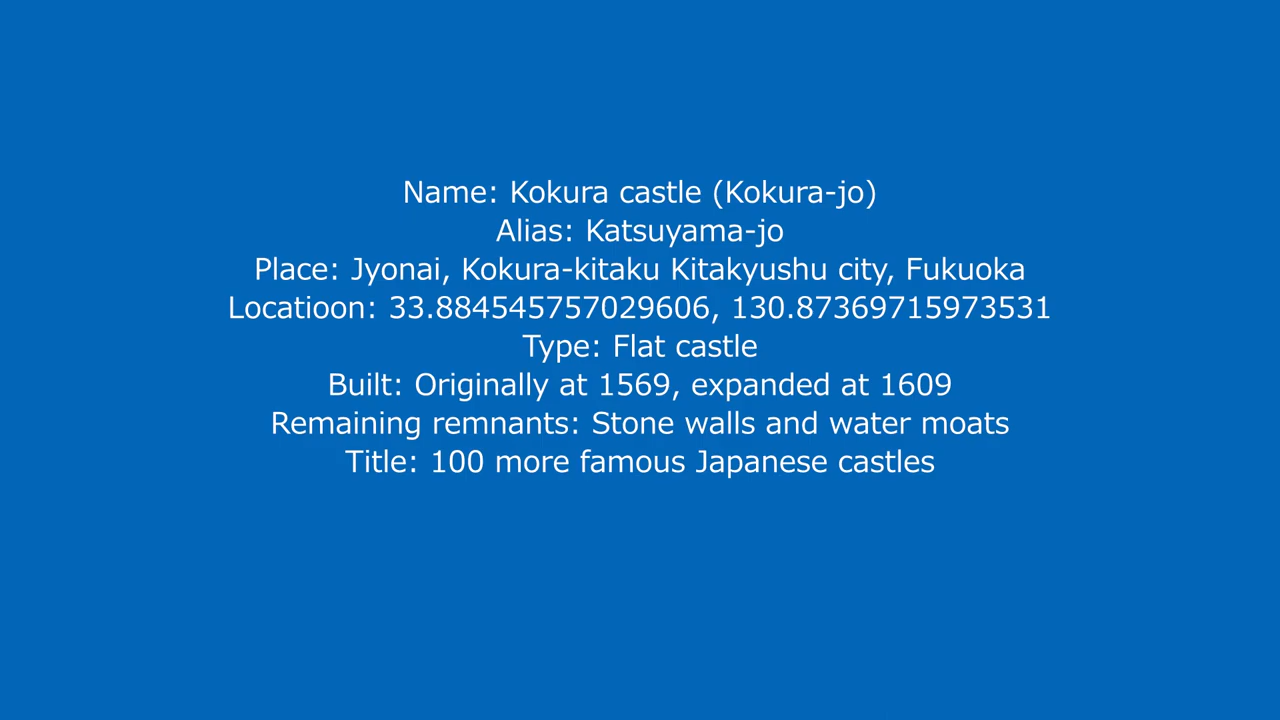 Name: Kokura castle (Kokura-jo)
Alias: Katsuyama-jo
Place: Jyonai, Kokura-kitaku Kitakyushu city, Fukuoka
Locatioon: 33.884545757029606, 130.87369715973531
Type: Flat castle
Built: Originally at 1569, expanded at 1609
Remaining remnants: Stone walls and water moats
Title: 100 more famous Japanese castles